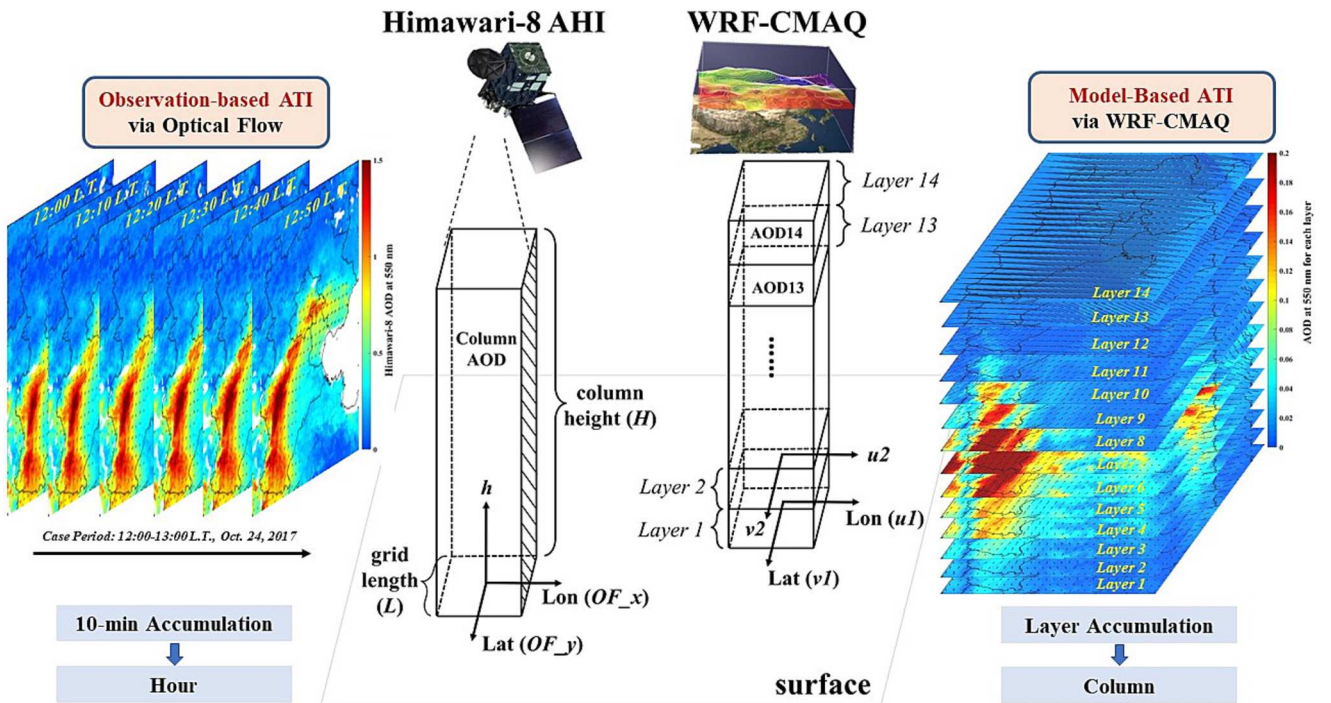 Himawari-8 AHI
WRF-CMAQ
Observation-based ATI
via Optical Flow
Model-Based ATI
via WRF-CMAQ
12:00 L.T.
12:10 L.T.
12:20 L.T.
12:30 L.T.
12:40 L.T.
12:50 L.T.
1.5
1
0.5
0
Himawari-8 AOD at 550 nm
Case Period: 12:00-13:00 L.T., Oct. 24, 2017
10-min Accumulation
Hour
Column
AOD
column
height (H)
h
grid
length
(L)
Lon (OF_x)
Lat (OF_y)
Layer 14
Layer 13
AOD14
AOD13
u2
Layer 2
v2
Layer 1
Lon (u1)
Lat (v1)
surface
Layer 14
Layer 13
Layer 12
Layer 11
Layer 10
Layer 9
Layer 8
Layer 6
Layer 5
Layer 4
Layer 3
Layer 2
Layer 1
0.2
0.18
0.16
0.14
0.12
0.1
0.08
0.06
0.04
0.02
0
AOD at 550 nm for each layer
Layer Accumulation
Column